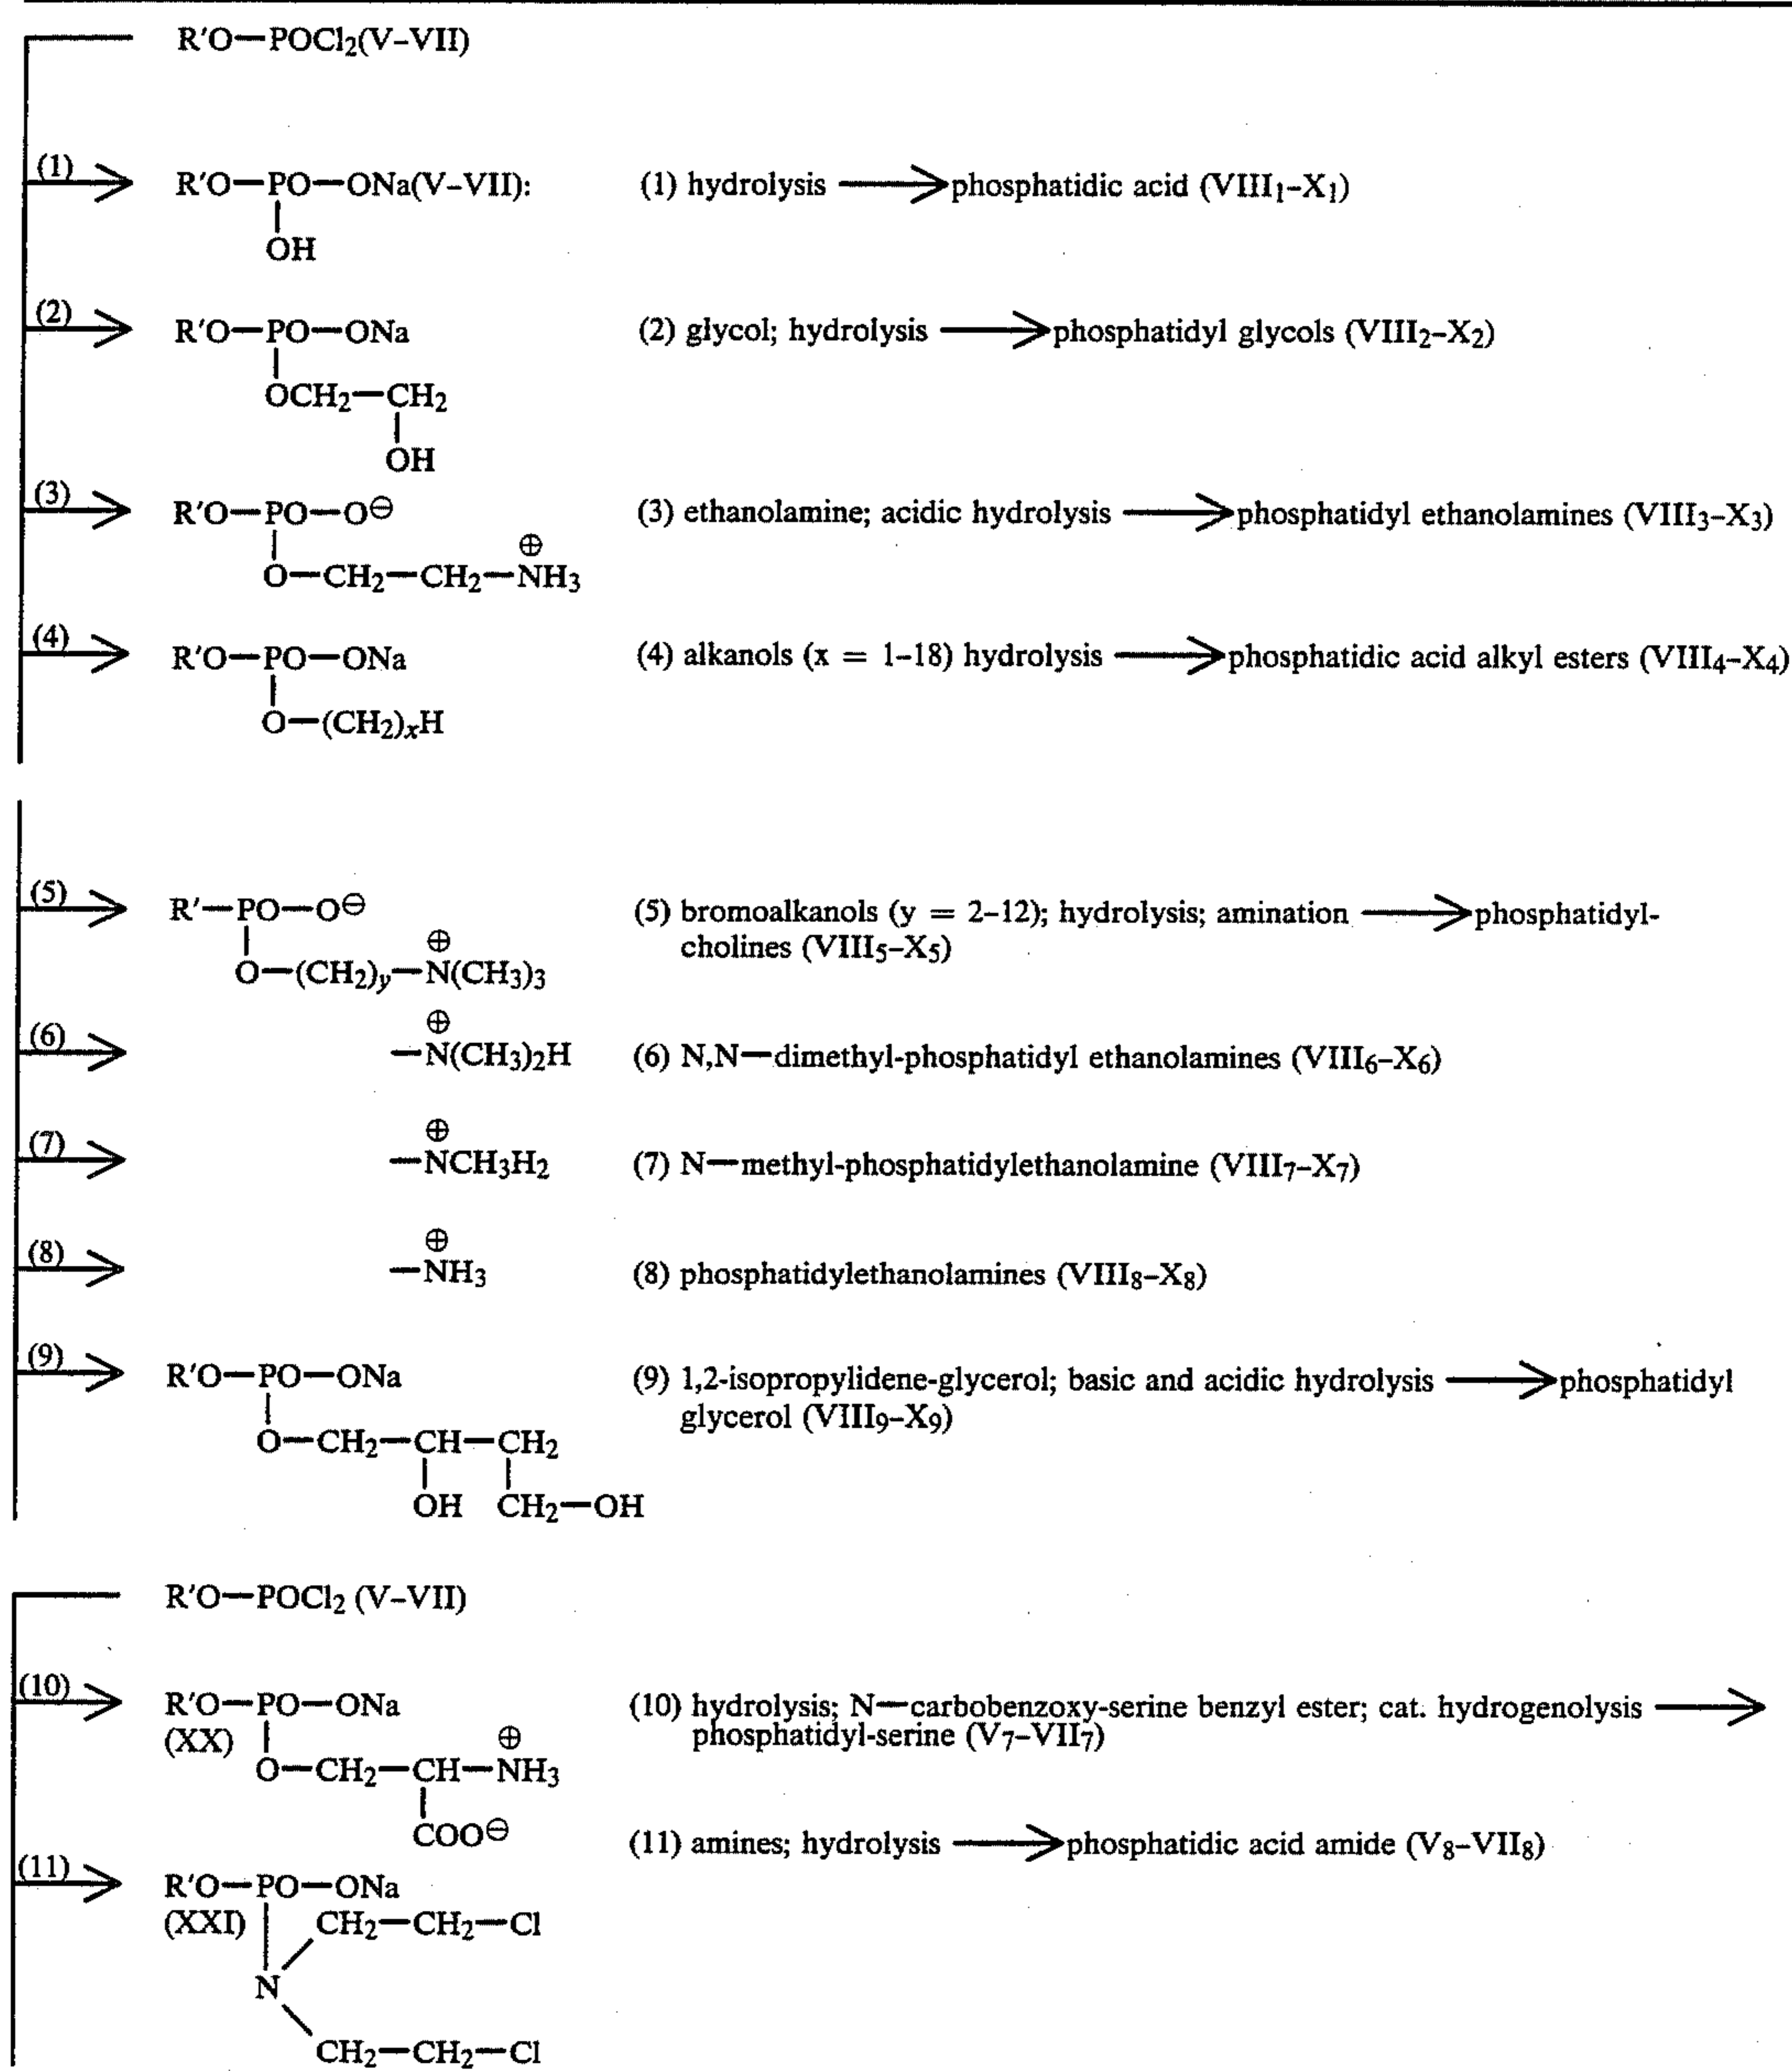 R'O—POCl₂(V–VII)
(1) R'O—PO—ONa(V–VII): (1) hydrolysis ⟶ phosphatidic acid (VIII₁–X₁)
OH
(2) R'O—PO—ONa (2) glycol; hydrolysis ⟶ phosphatidyl glycols (VIII₂–X₂)
OCH₂—CH₂
OH
(3) R'O—PO—O⊖ (3) ethanolamine; acidic hydrolysis ⟶ phosphatidyl ethanolamines (VIII₃–X₃)
⊕
O—CH₂—CH₂—NH₃
(4) R'O—PO—ONa (4) alkanols (x = 1–18) hydrolysis ⟶ phosphatidic acid alkyl esters (VIII₄–X₄)
O—(CH₂)ₓH
(5) R'—PO—O⊖ (5) bromoalkanols (y = 2–12); hydrolysis; amination ⟶ phosphatidyl-
⊕ cholines (VIII₅–X₅)
O—(CH₂)y—N(CH₃)₃
⊕
(6) —N(CH₃)₂H (6) N,N—dimethyl-phosphatidyl ethanolamines (VIII₆–X₆)
⊕
(7) —NCH₃H₂ (7) N—methyl-phosphatidylethanolamine (VIII₇–X₇)
⊕
(8) —NH₃ (8) phosphatidylethanolamines (VIII₈–X₈)
(9) R'O—PO—ONa (9) 1,2-isopropylidene-glycerol; basic and acidic hydrolysis ⟶ phosphatidyl
glycerol (VIII₉–X₉)
O—CH₂—CH—CH₂
OH CH₂—OH
R'O—POCl₂ (V–VII)
(10) R'O—PO—ONa (10) hydrolysis; N—carbobenzoxy-serine benzyl ester; cat. hydrogenolysis ⟶
(XX) ⊕ phosphatidyl-serine (V₇–VII₇)
O—CH₂—CH—NH₃
COO⊖ (11) amines; hydrolysis ⟶ phosphatidic acid amide (V₈–VII₈)
(11) R'O—PO—ONa
(XXI) CH₂—CH₂—Cl
N
CH₂—CH₂—Cl